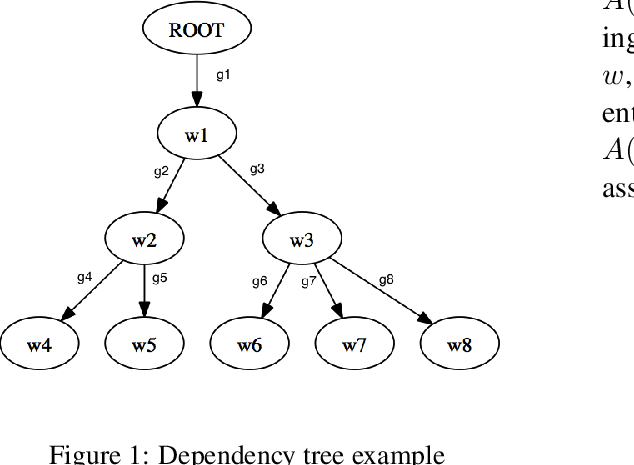 ROOT
g1
w1
g2
g3
w2
w3
g4
g5
g6
g7
g8
w4
w5
w6
w7
w8
Figure 1: Dependency tree example
A(
ing
w,
ent
A(
ass